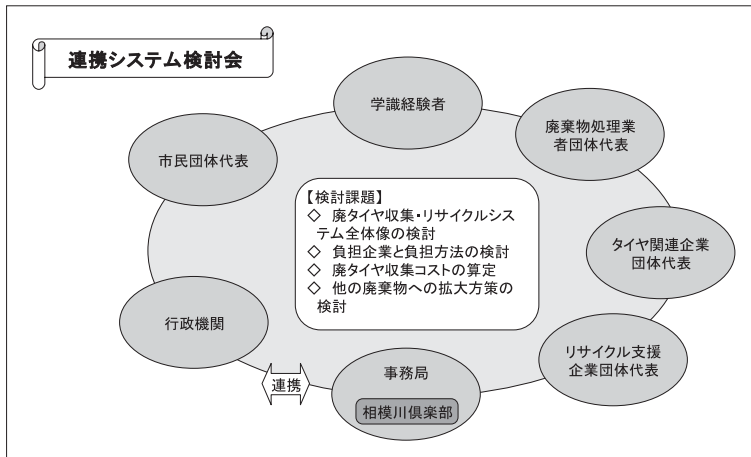 連携システム検討会
学識経験者
廃棄物処理業
者団体代表
市民団体代表
【検討課題】
◇ 廃タイヤ収集・リサイクルシス
テム全体像の検討
◇ 負担企業と負担方法の検討
◇ 廃タイヤ収集コストの算定
◇ 他の廃棄物への拡大方策の
検討
タイヤ関連企業
団体代表
行政機関
リサイクル支援
企業団体代表
連携
事務局
相模川倶楽部